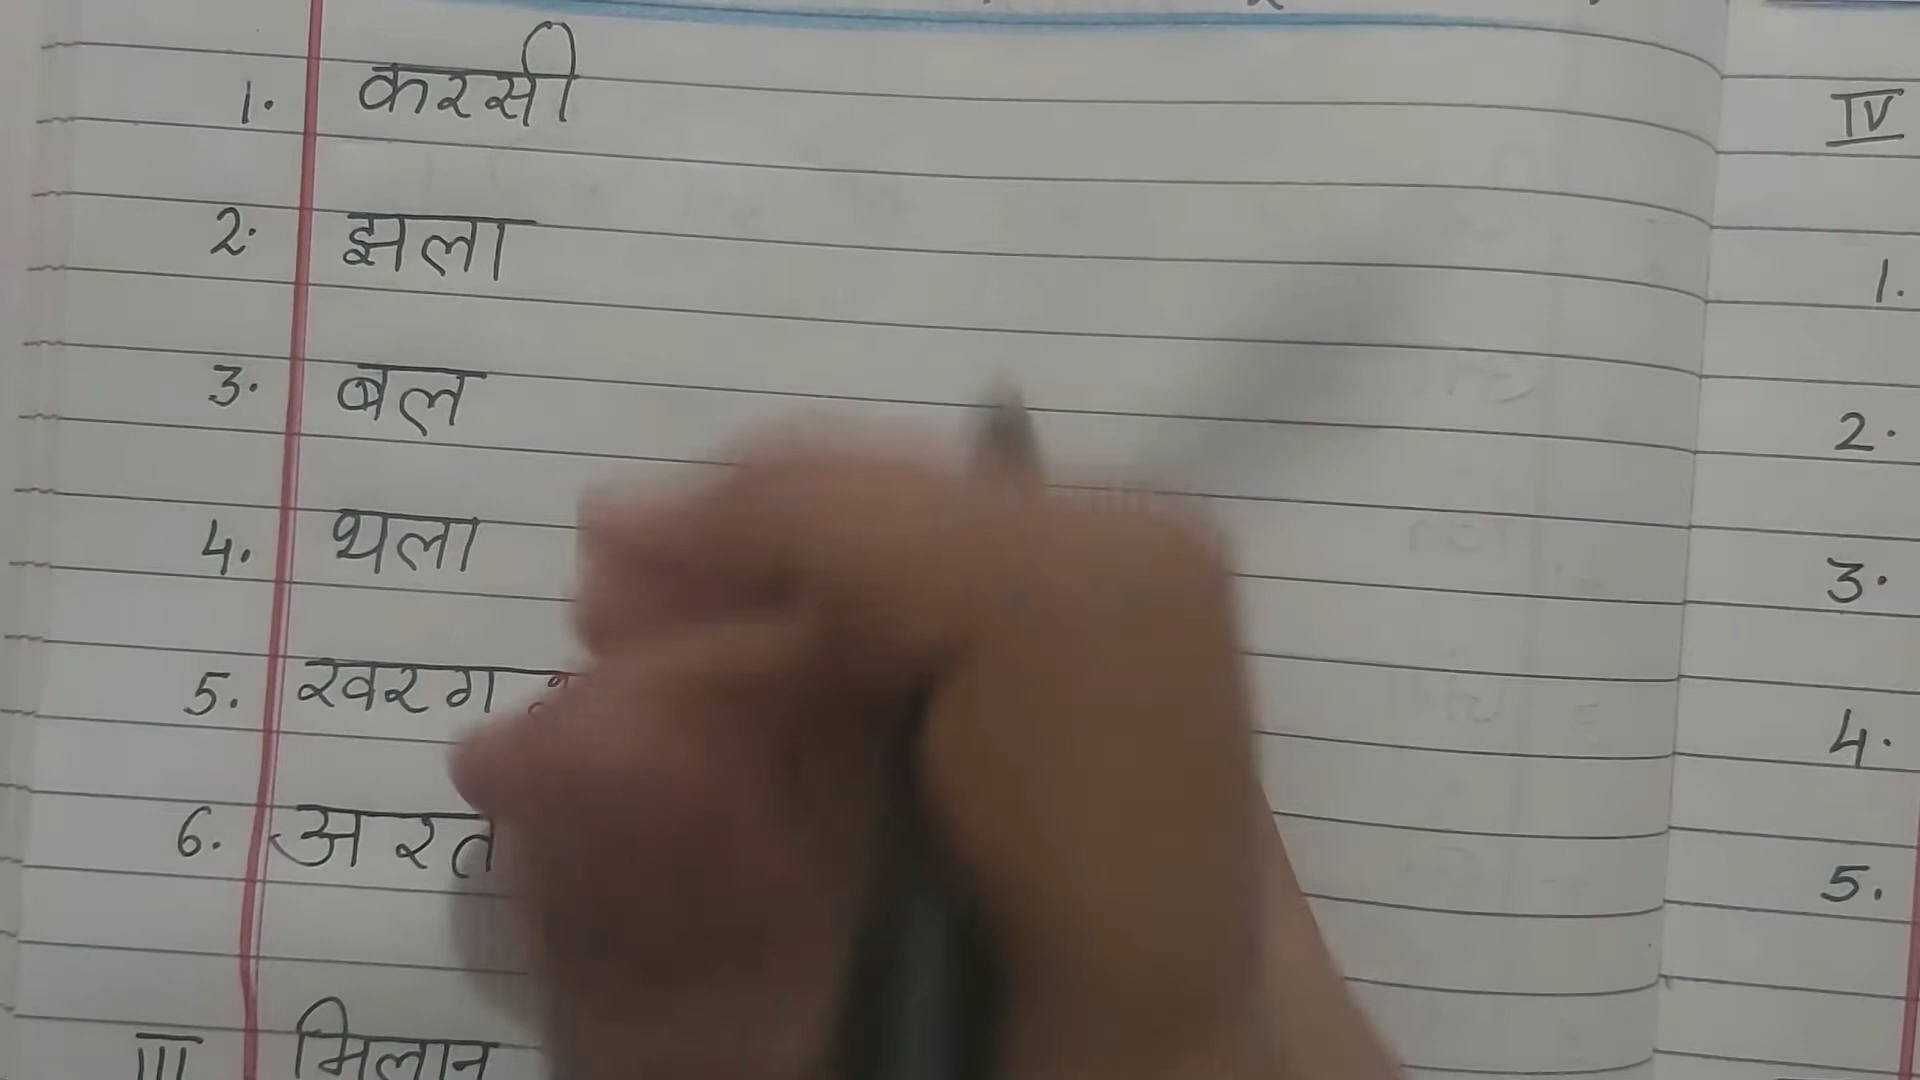 1. करसी
2. झला
3. बल
4. थला
5. खरग
6. अरत
III मिलान
IV
1.
2.
3.
4.
5.